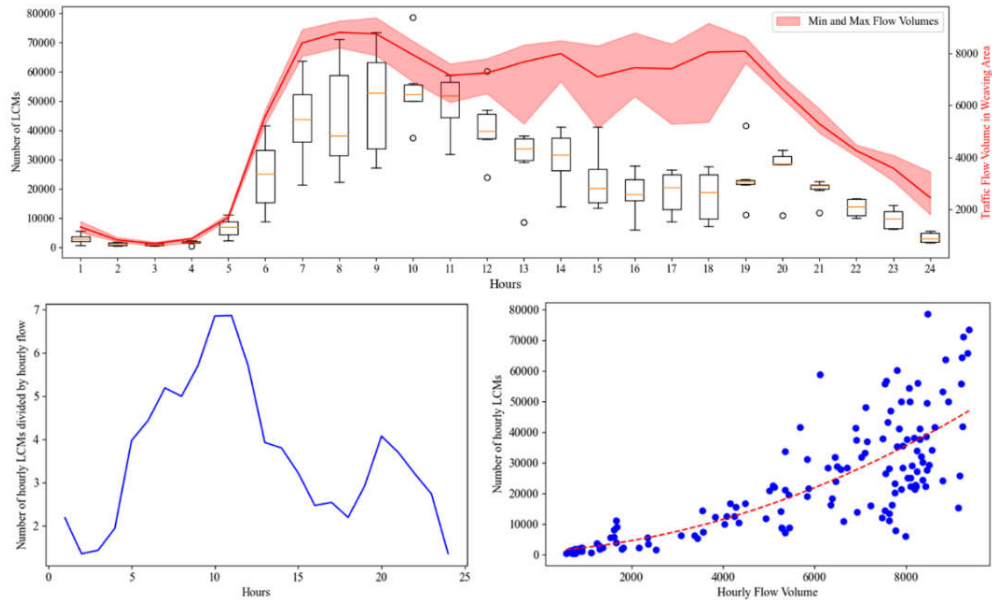 Min and Max Flow Volumes
80000
70000
60000
50000
40000
30000
20000
10000
0
Number of LCMs
8000
6000
4000
2000
Traffic Flow Volume in Weaving Area
1 2 3 4 5 6 7 8 9 10 11 12 13 14 15 16 17 18 19 20 21 22 23 24
Hours
7
6
5
4
3
2
Number of hourly LCMs divided by hourly flow
0 5 10 15 20 25
Hours
80000
70000
60000
50000
40000
30000
20000
10000
0
Number of hourly LCMs
2000 4000 6000 8000
Hourly Flow Volume